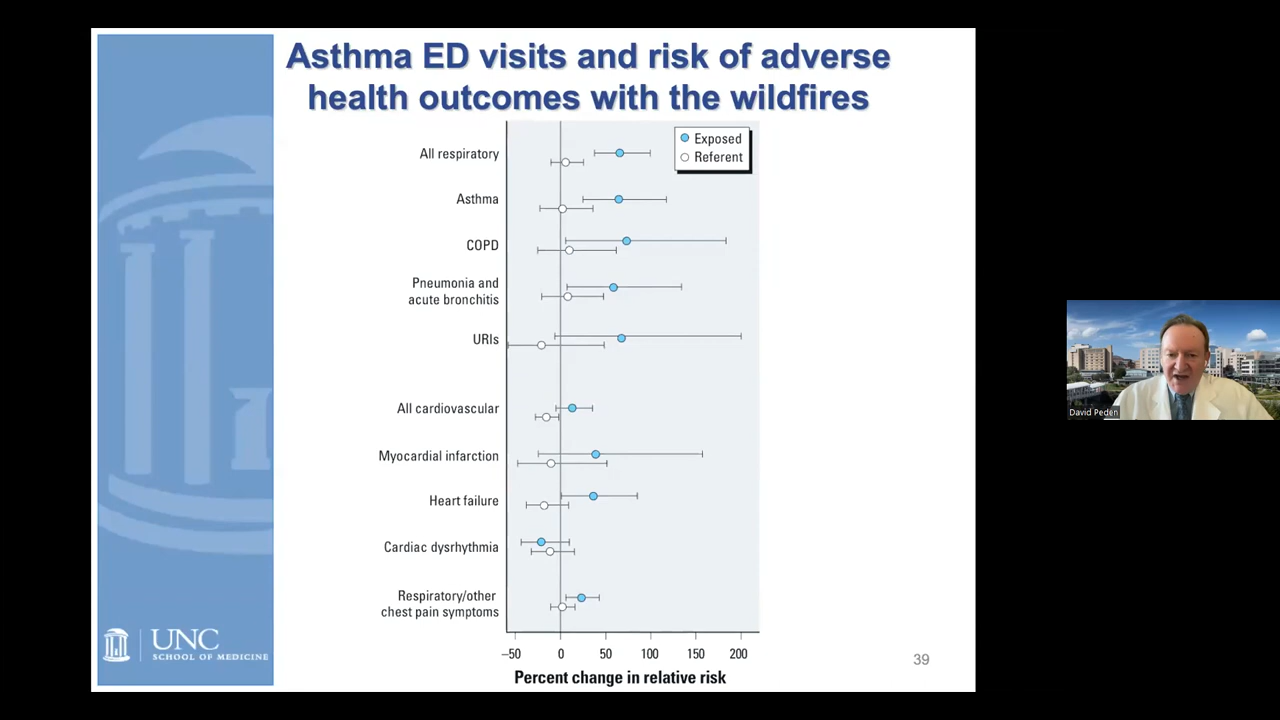 Asthma ED visits and risk of adverse
health outcomes with the wildfires
Exposed
Referent
All respiratory
Asthma
COPD
Pneumonia and
acute bronchitis
URIs
All cardiovascular
Myocardial infarction
Heart failure
Cardiac dysrhythmia
Respiratory/other
chest pain symptoms
–50 0 50 100 150 200
Percent change in relative risk
UNC
SCHOOL OF MEDICINE
39
David Peden